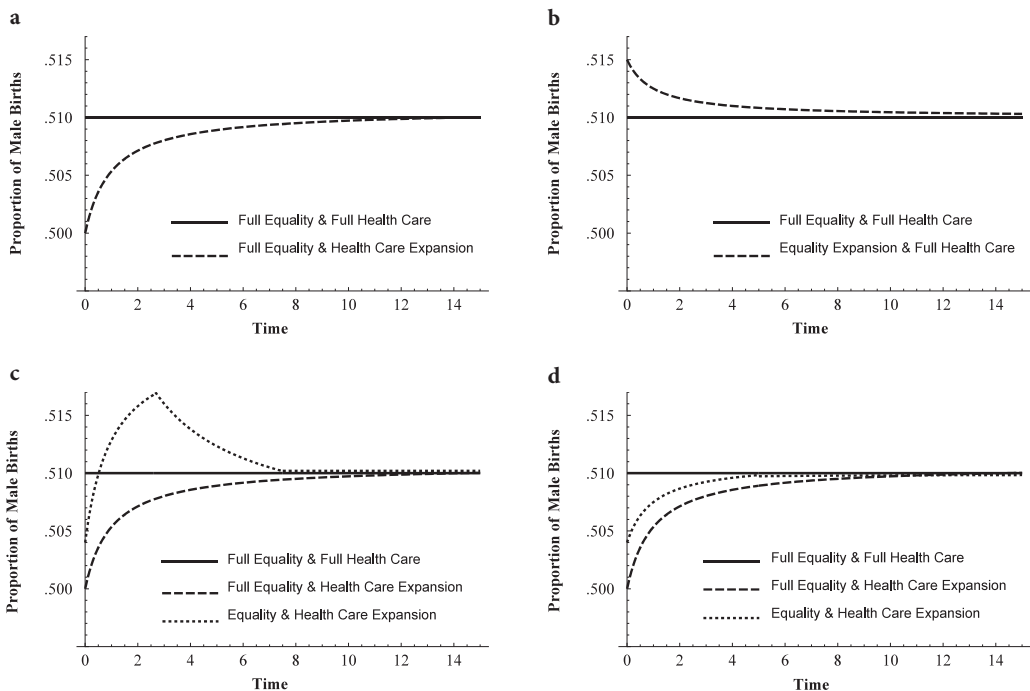 a
Proportion of Male Births
.515
.510
.505
.500
Full Equality & Full Health Care
Full Equality & Health Care Expansion
0 2 4 6 8 10 12 14
Time
b
Proportion of Male Births
.515
.510
.505
.500
Full Equality & Full Health Care
Equality Expansion & Full Health Care
0 2 4 6 8 10 12 14
Time
c
Proportion of Male Births
.515
.510
.505
.500
Full Equality & Full Health Care
Full Equality & Health Care Expansion
Equality & Health Care Expansion
0 2 4 6 8 10 12 14
Time
d
Proportion of Male Births
.515
.510
.505
.500
Full Equality & Full Health Care
Full Equality & Health Care Expansion
Equality & Health Care Expansion
0 2 4 6 8 10 12 14
Time